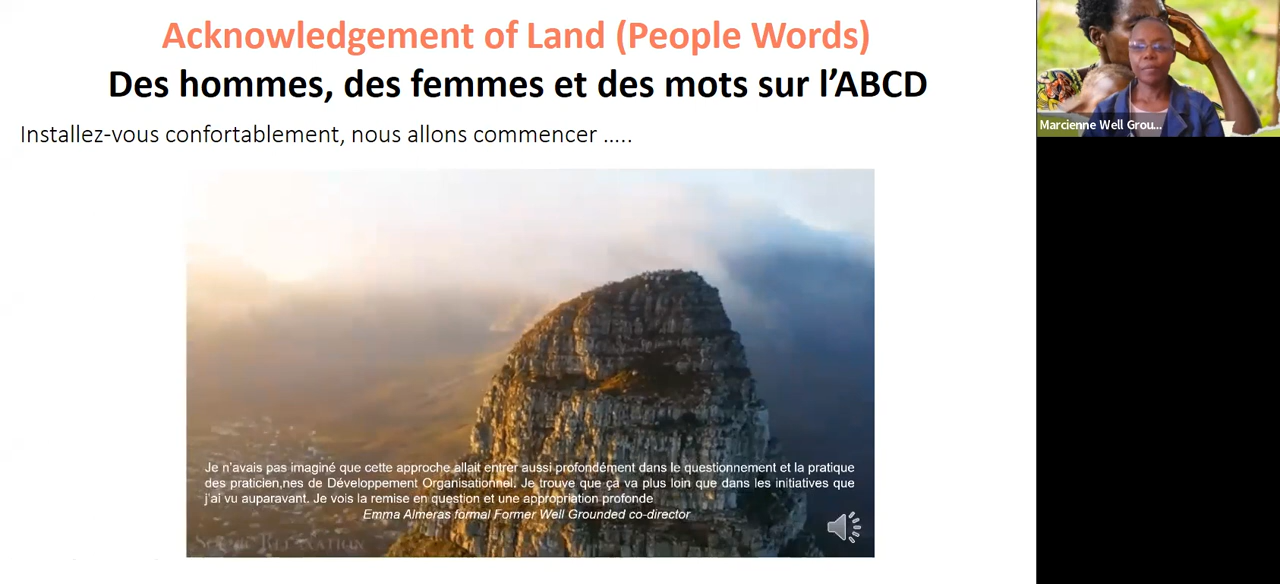 Acknowledgement of Land (People Words)
Des hommes, des femmes et des mots sur l'ABCD
Installez-vous confortablement, nous allons commencer …..
Marcienne Well Grou...
Je n'avais pas imaginé que cette approche allait entrer aussi profondément dans le questionnement et la pratique
des praticien,nes de Développement Organisationnel. Je trouve que ça va plus loin que dans les initiatives que
j'ai vu auparavant. Je vois la remise en question et une appropriation profonde
Emma Almeras formal Former Well Grounded co-director
SCENIC RELAXATION